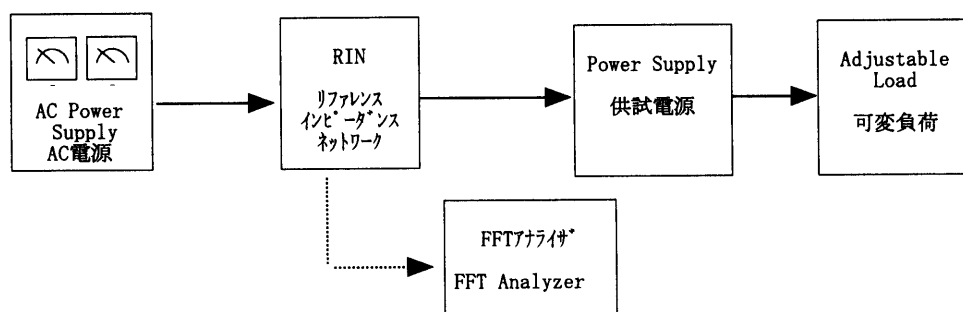 AC Power
Supply
AC電源
RIN
リファレンス
インピーダンス
ネットワーク
Power Supply
供試電源
Adjustable
Load
可変負荷
FFTアナライザ
FFT Analyzer